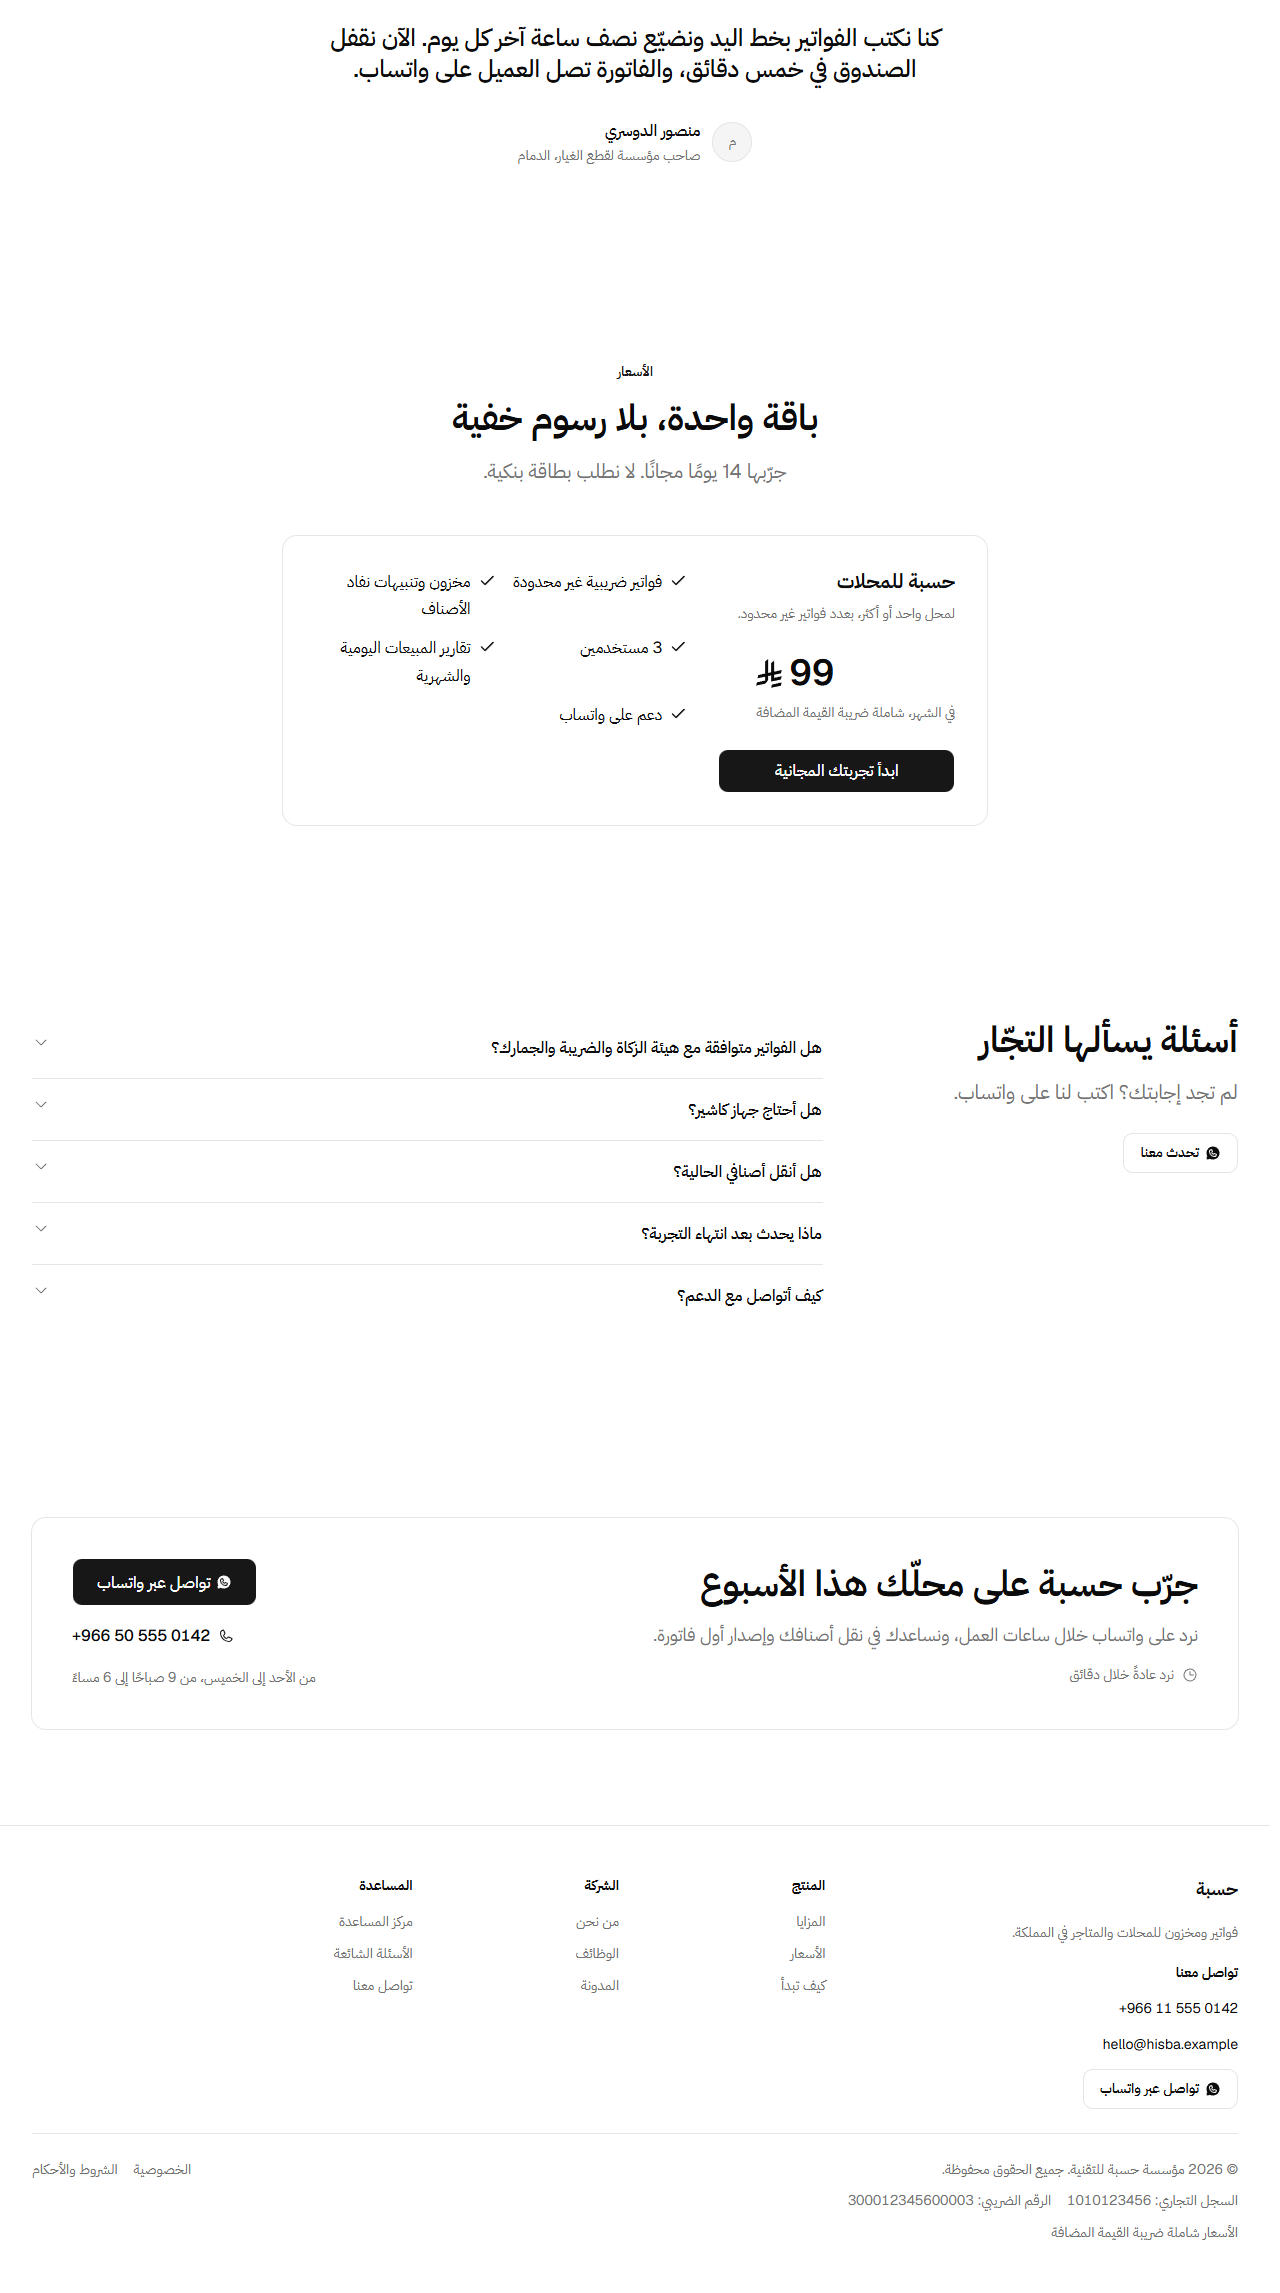 كنا نكتب الفواتير بخط اليد ونضيّع نصف ساعة آخر كل يوم. الآن نقفل
الصندوق في خمس دقائق، والفاتورة تصل العميل على واتساب.
م
منصور الدوسري
صاحب مؤسسة لقطع الغيار، الدمام
الأسعار
باقة واحدة، بلا رسوم خفية
جرّبها 14 يومًا مجانًا. لا نطلب بطاقة بنكية.
حسبة للمحلات
لمحل واحد أو أكثر، بعدد فواتير غير محدود.
99 ⃁
في الشهر، شاملة ضريبة القيمة المضافة
ابدأ تجربتك المجانية
فواتير ضريبية غير محدودة
مخزون وتنبيهات نفاد
الأصناف
3 مستخدمين
تقارير المبيعات اليومية
والشهرية
دعم على واتساب
أسئلة يسألها التجّار
لم تجد إجابتك؟ اكتب لنا على واتساب.
تحدث معنا
هل الفواتير متوافقة مع هيئة الزكاة والضريبة والجمارك؟
هل أحتاج جهاز كاشير؟
هل أنقل أصنافي الحالية؟
ماذا يحدث بعد انتهاء التجربة؟
كيف أتواصل مع الدعم؟
جرّب حسبة على محلّك هذا الأسبوع
نرد على واتساب خلال ساعات العمل، ونساعدك في نقل أصنافك وإصدار أول فاتورة.
نرد عادةً خلال دقائق
تواصل عبر واتساب
+966 50 555 0142
من الأحد إلى الخميس، من 9 صباحًا إلى 6 مساءً
حسبة
فواتير ومخزون للمحلات والمتاجر في المملكة.
تواصل معنا
+966 11 555 0142
hello@hisba.example
تواصل عبر واتساب
المنتج
المزايا
الأسعار
كيف تبدأ
الشركة
من نحن
الوظائف
المدونة
المساعدة
مركز المساعدة
الأسئلة الشائعة
تواصل معنا
© 2026 مؤسسة حسبة للتقنية. جميع الحقوق محفوظة.
السجل التجاري: 1010123456 الرقم الضريبي: 300012345600003
الأسعار شاملة ضريبة القيمة المضافة
الخصوصية الشروط والأحكام